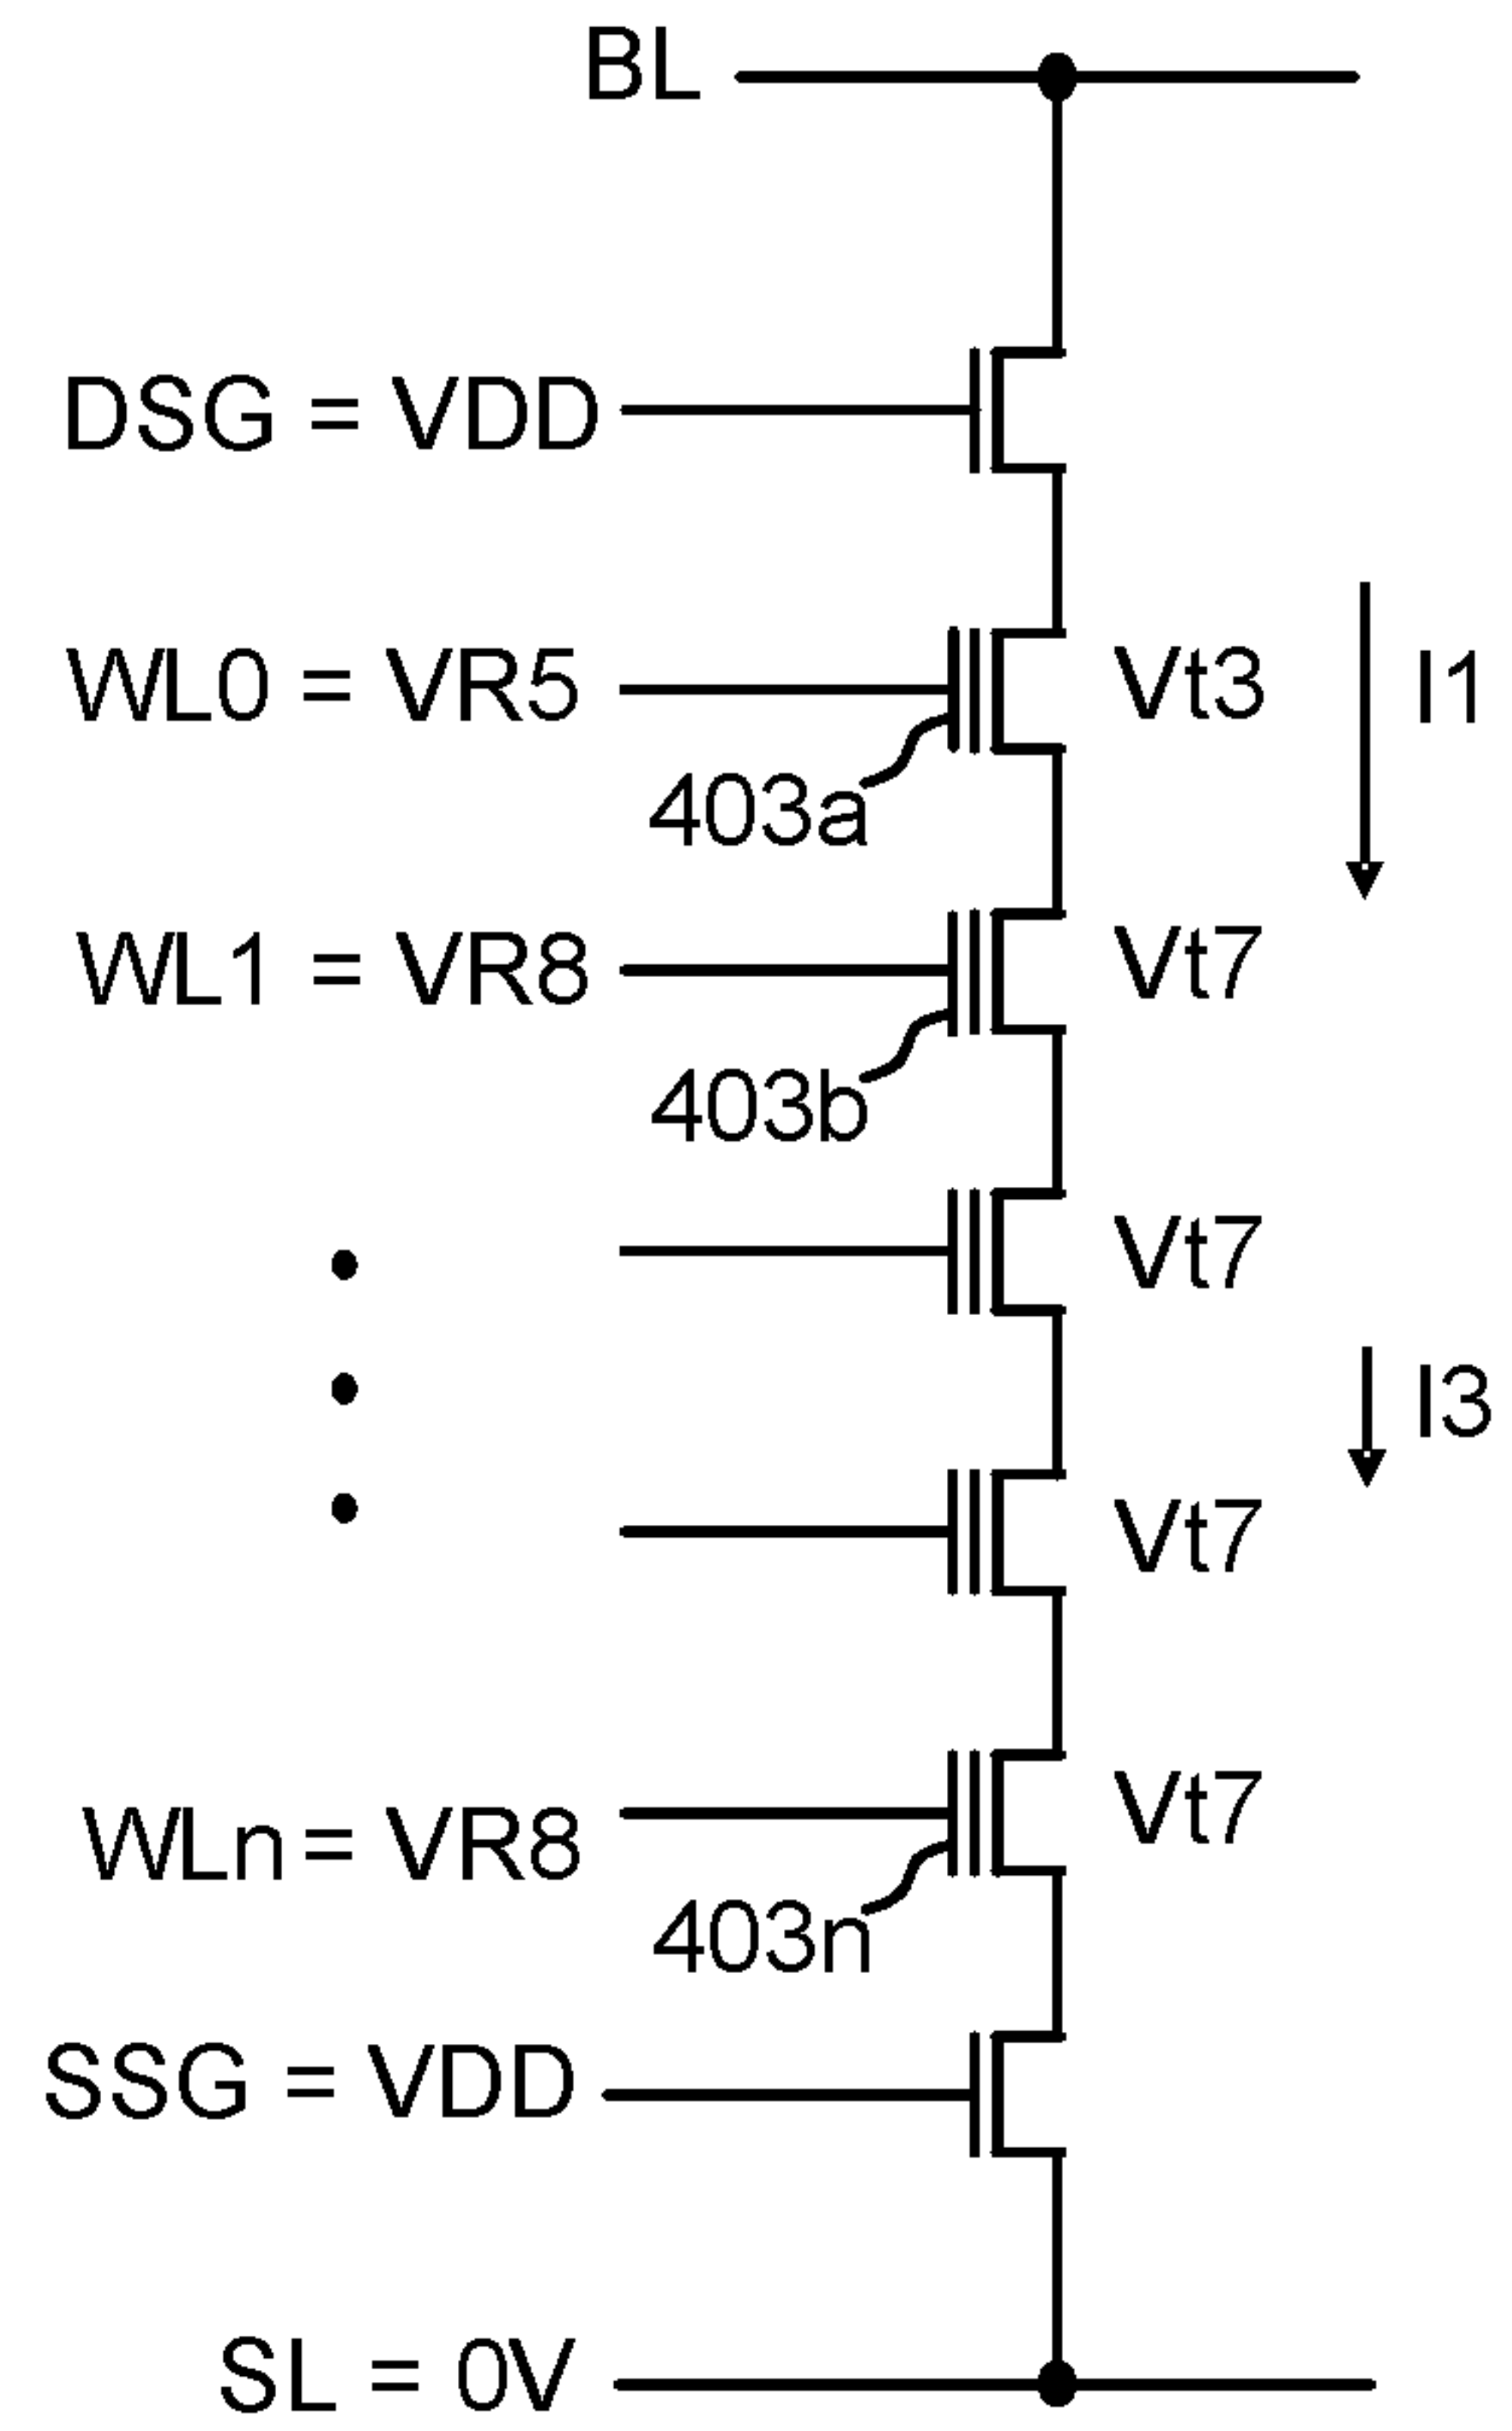 BL
DSG = VDD
WL0 = VR5 Vt3 I1
403a
WL1 = VR8 Vt7
403b
Vt7
I3
Vt7
WLn = VR8 Vt7
403n
SSG = VDD
SL = 0V